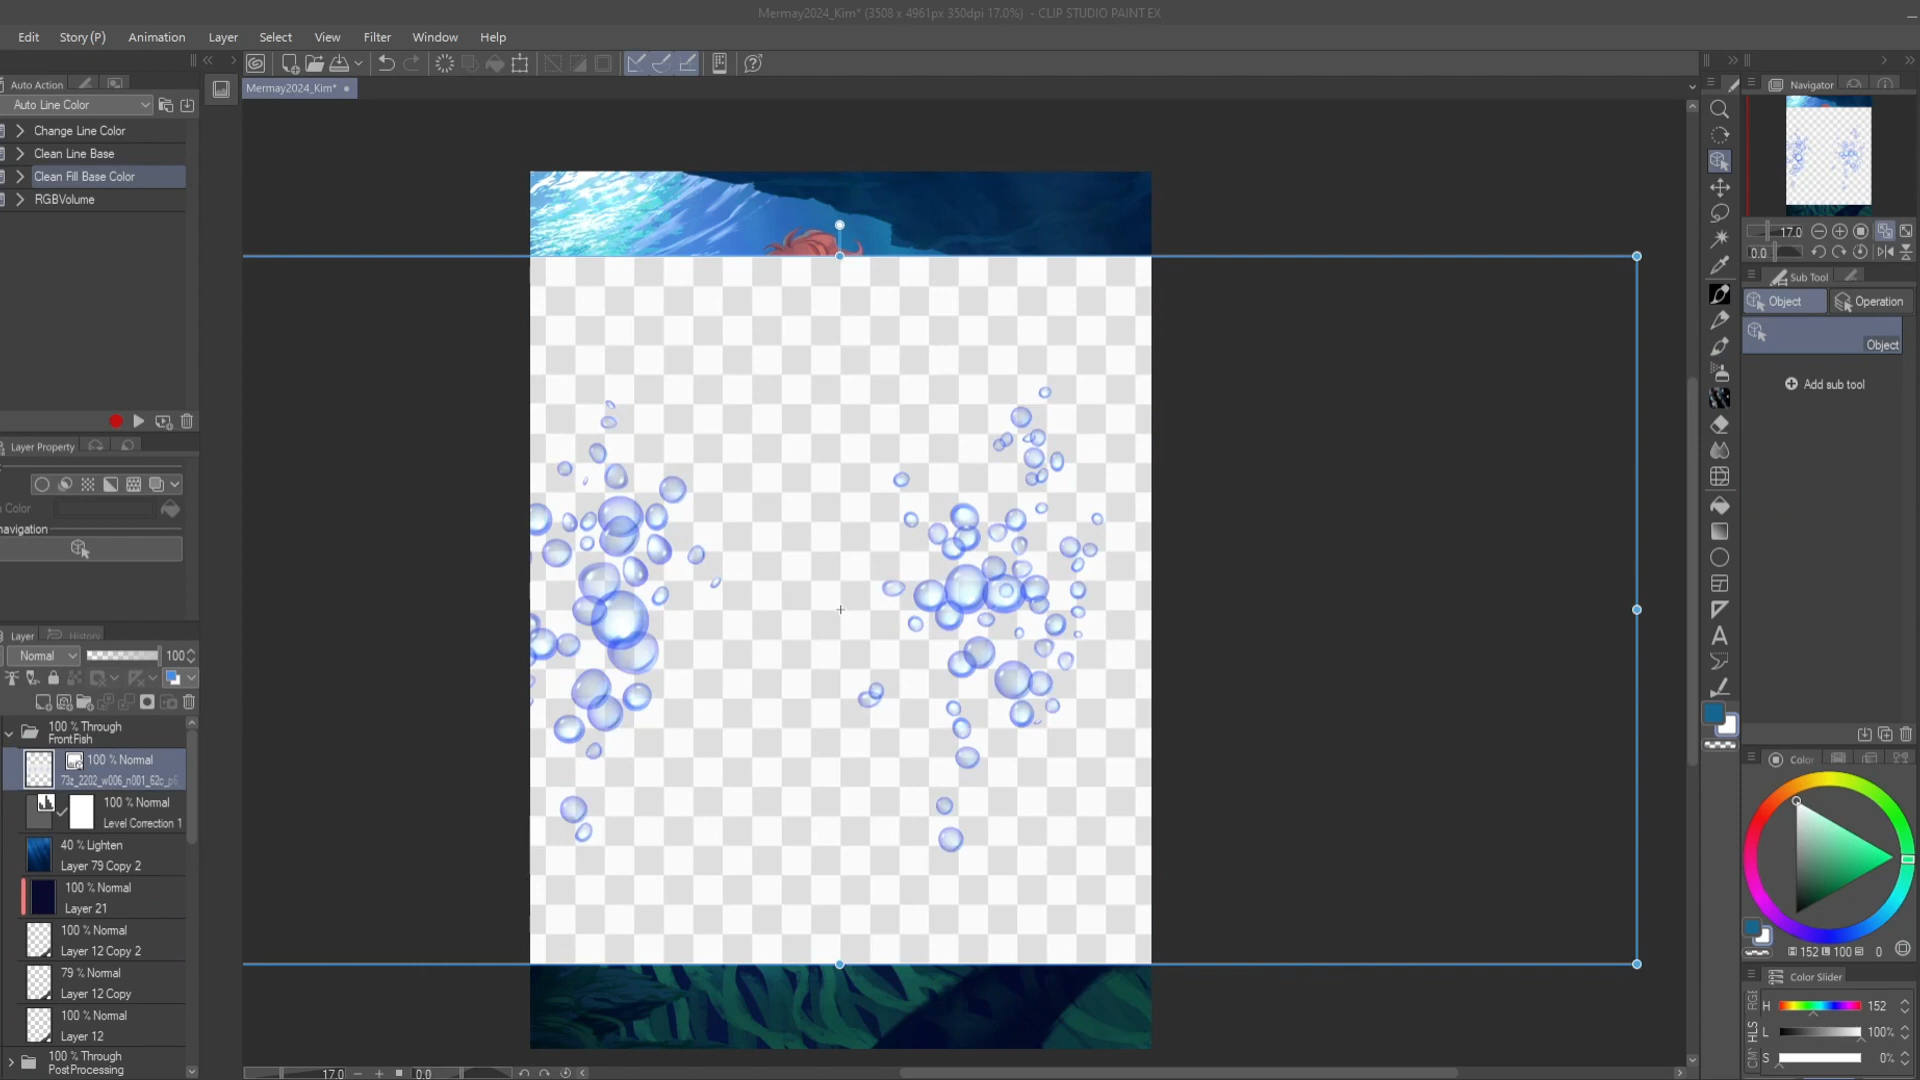 Mermay2024_Kim* (3508 x 4961px 350dpi 17.0%) - CLIP STUDIO PAINT EX
Edit Story (P) Animation Layer Select View Filter Window Help
Mermay2024_Kim*
Auto Action
Auto Line Color
Change Line Color
Clean Line Base
Clean Fill Base Color
RGBVolume
Layer Property
Color
navigation
Layer History
Normal 100
100 % Through
FrontFish
100 % Normal
73z_2202_w006_n001_62c_p6
100 % Normal
Level Correction 1
40 % Lighten
Layer 79 Copy 2
100 % Normal
Layer 21
100 % Normal
Layer 12 Copy 2
79 % Normal
Layer 12 Copy
100 % Normal
Layer 12
100 % Through
PostProcessing
17.0 0.0
Navigator
17.0
0.0
Sub Tool
Object Operation
Object
Add sub tool
Color
152 100 0
Color Slider
H 152
L 100%
S 0%
RGB
HLS